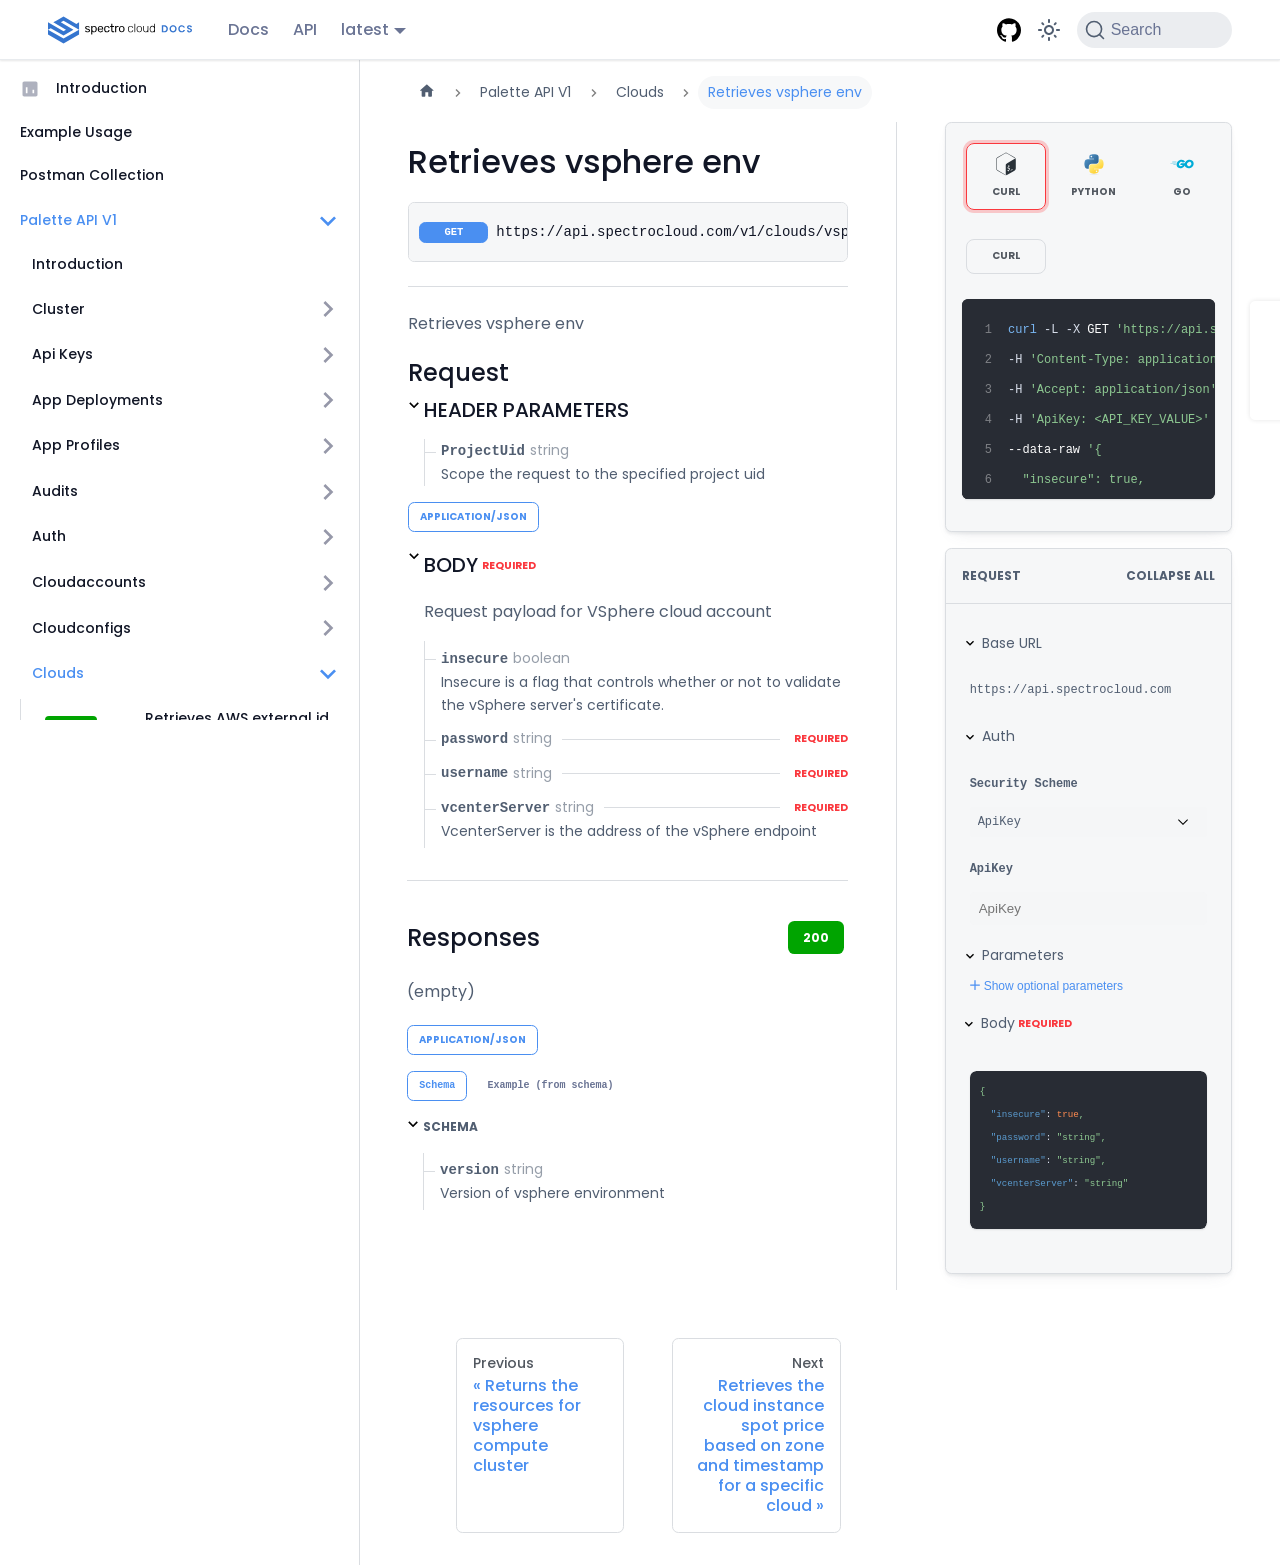 spectro cloud DOCS
Docs
API
latest
Search
Introduction
Example Usage
Postman Collection
Palette API V1
Introduction
Cluster
Api Keys
App Deployments
App Profiles
Audits
Auth
Cloudaccounts
Cloudconfigs
Clouds
Retrieves AWS external id
Palette API V1
Clouds
Retrieves vsphere env
Retrieves vsphere env
GET https://api.spectrocloud.com/v1/clouds/vsp
Retrieves vsphere env
Request
HEADER PARAMETERS
ProjectUid string
Scope the request to the specified project uid
APPLICATION/JSON
BODY REQUIRED
Request payload for VSphere cloud account
insecure boolean
Insecure is a flag that controls whether or not to validate
the vSphere server's certificate.
password string REQUIRED
username string REQUIRED
vcenterServer string REQUIRED
VcenterServer is the address of the vSphere endpoint
Responses
200
(empty)
APPLICATION/JSON
Schema
Example (from schema)
SCHEMA
version string
Version of vsphere environment
Previous
« Returns the
resources for
vsphere
compute
cluster
Next
Retrieves the
cloud instance
spot price
based on zone
and timestamp
for a specific
cloud »
CURL
PYTHON
GO
CURL
1 curl -L -X GET 'https://api.s
2 -H 'Content-Type: application
3 -H 'Accept: application/json'
4 -H 'ApiKey: <API_KEY_VALUE>'
5 --data-raw '{
6 "insecure": true,
REQUEST
COLLAPSE ALL
Base URL
https://api.spectrocloud.com
Auth
Security Scheme
ApiKey
ApiKey
ApiKey
Parameters
+ Show optional parameters
Body REQUIRED
{
"insecure": true,
"password": "string",
"username": "string",
"vcenterServer": "string"
}